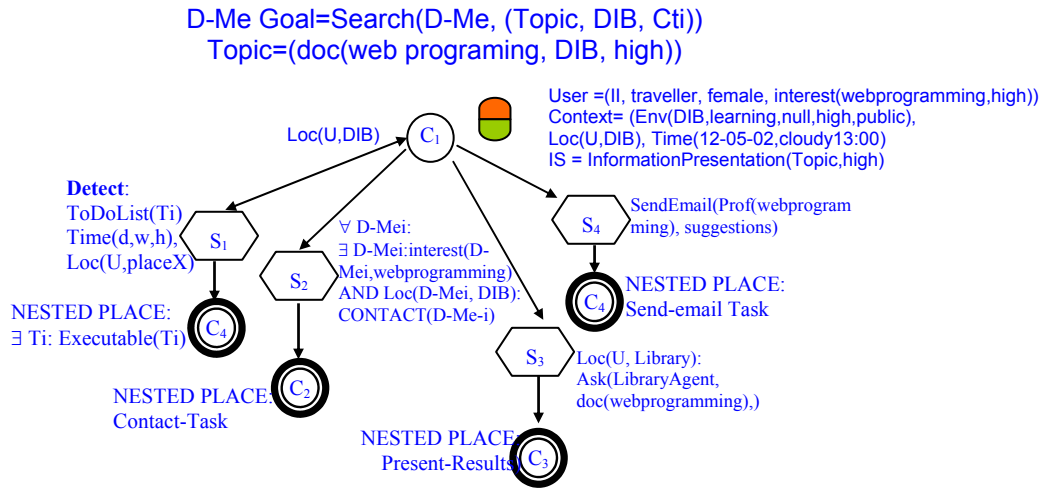 D-Me Goal=Search(D-Me, (Topic, DIB, Cti))
Topic=(doc(web programing, DIB, high))
User =(II, traveller, female, interest(webprogramming,high))
Context= (Env(DIB,learning,null,high,public),
Loc(U,DIB), Time(12-05-02,cloudy13:00)
IS = InformationPresentation(Topic,high)
Loc(U,DIB)
C1
Detect:
ToDoList(Ti)
Time(d,w,h),
Loc(U,placeX)
S1
NESTED PLACE:
∃ Ti: Executable(Ti)
C4
∀ D-Mei:
∃ D-Mei:interest(D-
Mei,webprogramming)
AND Loc(D-Mei, DIB):
CONTACT(D-Me-i)
S2
NESTED PLACE:
Contact-Task
C2
S4
SendEmail(Prof(webprogram
ming), suggestions)
C4
NESTED PLACE:
Send-email Task
S3
Loc(U, Library):
Ask(LibraryAgent,
doc(webprogramming),)
NESTED PLACE:
Present-Results)
C3